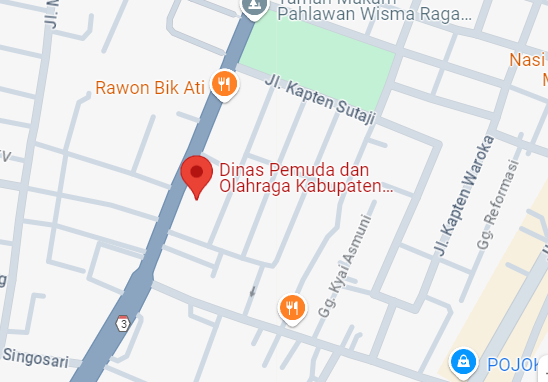 Taman Makam
Pahlawan Wisma Raga...
Jl. M
Nasi
Rawon Bik Ati
Jl. Kapten Sutaji
Dinas Pemuda dan
Olahraga Kabupaten...
Jl. Kapten Waroka
Gg. Reformasi
Gg. Kyai Asmuni
3
Singosari
POJOK